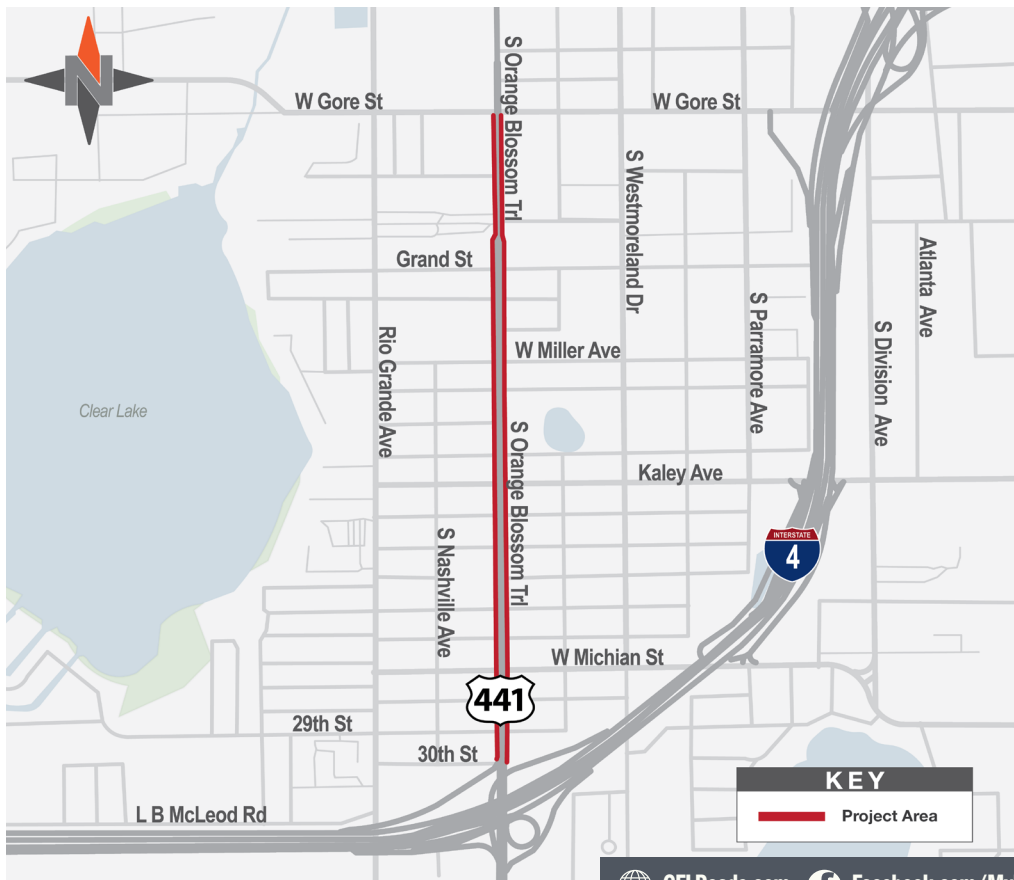 N
S Orange Blossom Trl
W Gore St
W Gore St
S Westmoreland Dr
Grand St
Atlanta Ave
S Parramore Ave
S Division Ave
Rio Grande Ave
W Miller Ave
Clear Lake
S Orange Blossom Trl
Kaley Ave
S Nashville Ave
INTERSTATE
4
W Michian St
441
29th St
30th St
L B McLeod Rd
KEY
Project Area